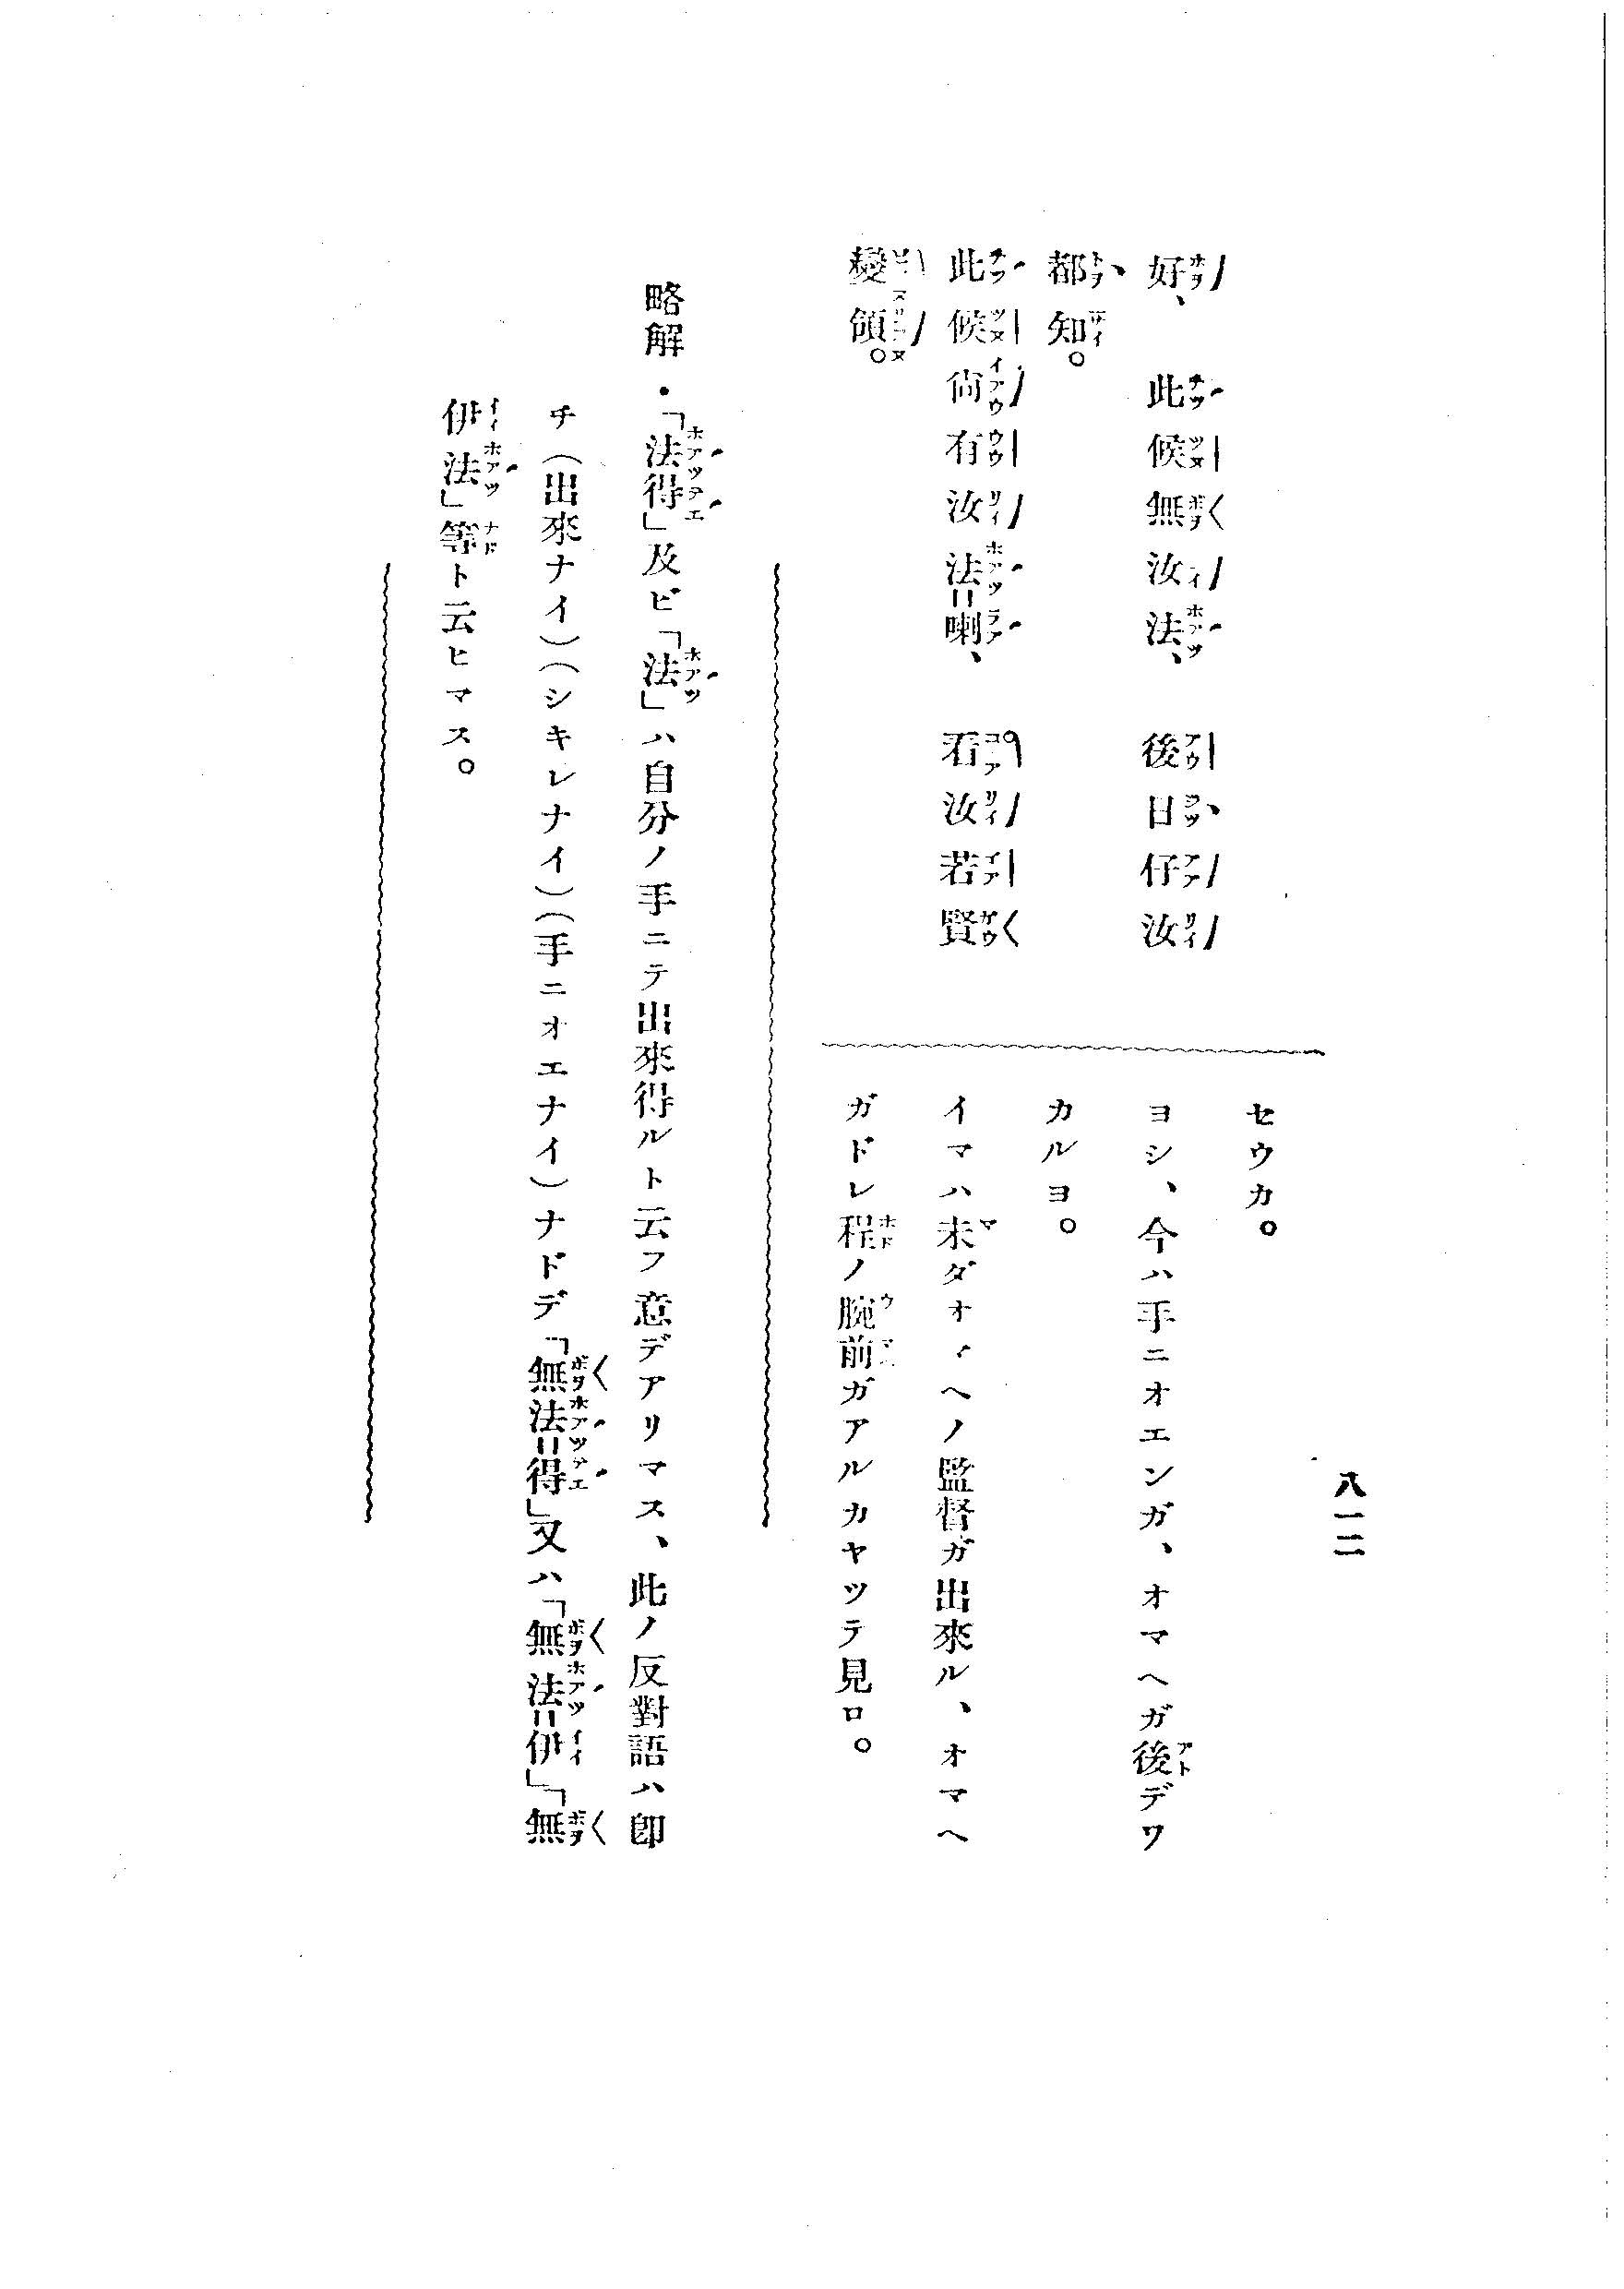 八一二
セウカ。
好、此候無汝法、後日仔汝
ヨシ、今ハ手ニオエンガ、オマヘガ後デワ
都知。
カルヨ。
此候尙有汝法＝喇、看汝若賢
イマハ未ダオマヘノ監督ガ出來ル、オマヘ
變領。
ガドレ程ノ腕前ガアルカヤツテ見ロ。
略解・「法得」及ビ「法」ハ自分ノ手ニテ出來得ルト云フ意デアリマス、此ノ反對語ハ卽
チ（出來ナイ）（シキレナイ）（手ニオエナイ）ナドデ「無法＝得」又ハ「無法＝伊」「無
伊法」等ト云ヒマス。